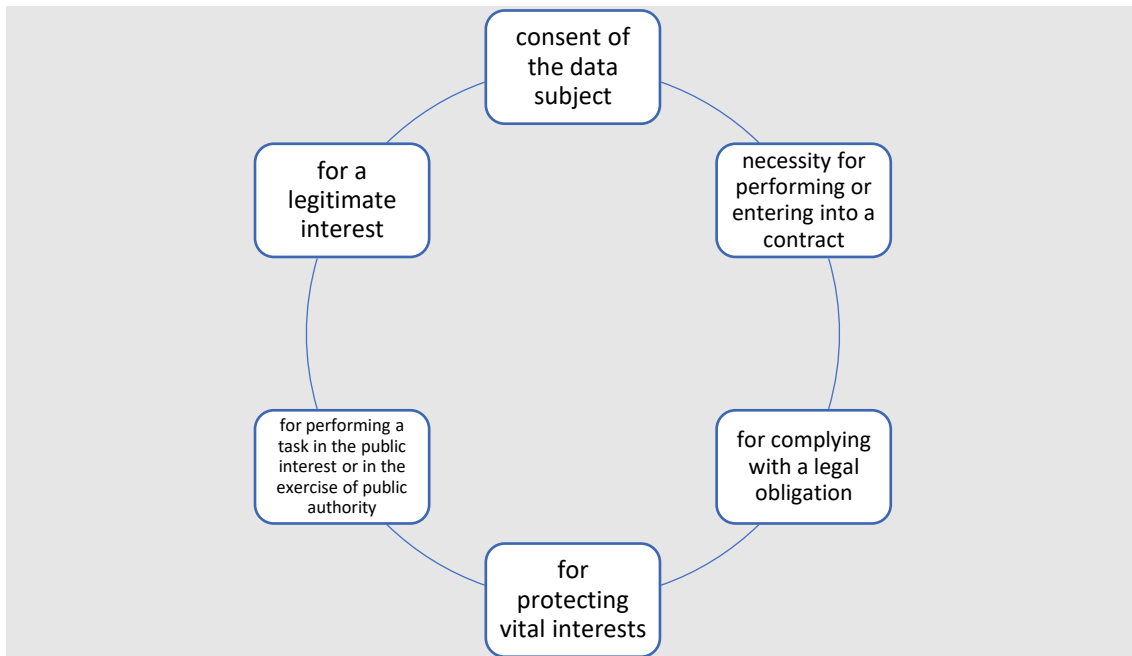 consent of
the data
subject
necessity for
performing or
entering into a
contract
for complying
with a legal
obligation
for
protecting
vital interests
for performing a
task in the public
interest or in the
exercise of public
authority
for a
legitimate
interest